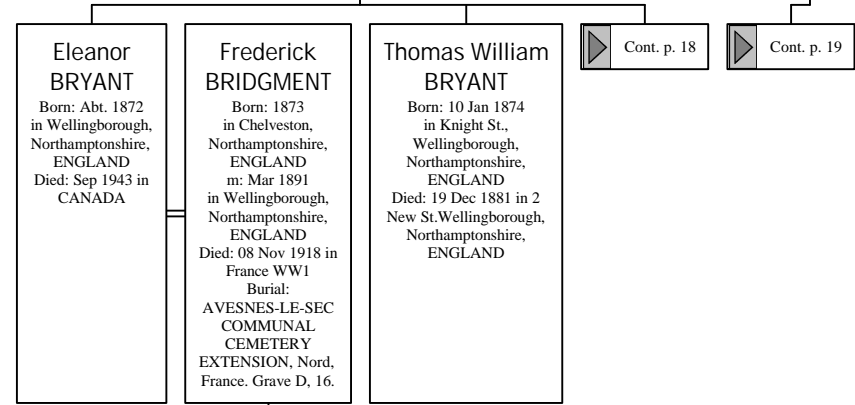 Eleanor
BRYANT
Born: Abt. 1872
in Wellingborough,
Northamptonshire,
ENGLAND
Died: Sep 1943 in
CANADA
Frederick
BRIDGMENT
Born: 1873
in Chelveston,
Northamptonshire,
ENGLAND
m: Mar 1891
in Wellingborough,
Northamptonshire,
ENGLAND
Died: 08 Nov 1918 in
France WW1
Burial:
AVESNES-LE-SEC
COMMUNAL
CEMETERY
EXTENSION, Nord,
France. Grave D, 16.
Thomas William
BRYANT
Born: 10 Jan 1874
in Knight St.,
Wellingborough,
Northamptonshire,
ENGLAND
Died: 19 Dec 1881 in 2
New St.Wellingborough,
Northamptonshire,
ENGLAND
Cont. p. 18
Cont. p. 19